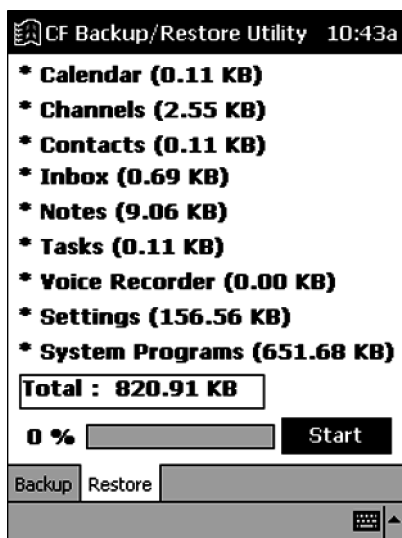 CF Backup/Restore Utility 10:43a
* Calendar (0.11 KB)
* Channels (2.55 KB)
* Contacts (0.11 KB)
* Inbox (0.69 KB)
* Notes (9.06 KB)
* Tasks (0.11 KB)
* Voice Recorder (0.00 KB)
* Settings (156.56 KB)
* System Programs (651.68 KB)
Total : 820.91 KB
0 % Start
Backup Restore